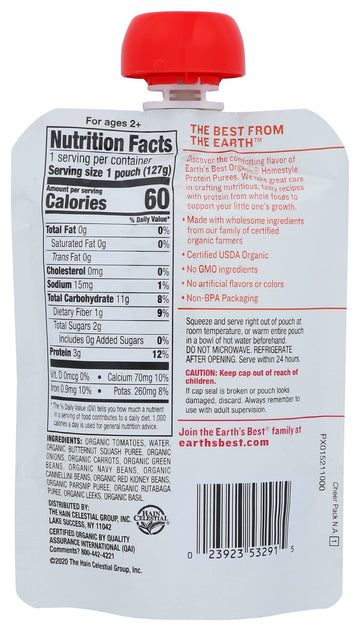 For ages 2+
Nutrition Facts
1 serving per container
Serving size 1 pouch (127g)
Amount per serving
Calories 60
% Daily Value*
Total Fat 0g 0%
Saturated Fat 0g 0%
Trans Fat 0g
Cholesterol 0mg 0%
Sodium 15mg 1%
Total Carbohydrate 11g 8%
Dietary Fiber 1g 9%
Total Sugars 2g
Includes 0g Added Sugars 0%
Protein 3g 12%
Vit. D 0mcg 0% • Calcium 70mg 10%
Iron 0.9mg 10% • Potas. 260mg 8%
*The % Daily Value (DV) tells you how much a nutrient
in a serving of food contributes to a daily diet. 1,000
calories a day is used for general nutrition advice.
INGREDIENTS: ORGANIC TOMATOES, WATER,
ORGANIC BUTTERNUT SQUASH PUREE, ORGANIC
ONIONS, ORGANIC CARROTS, ORGANIC GREEN
BEANS, ORGANIC NAVY BEANS, ORGANIC
CANNELLINI BEANS, ORGANIC RED KIDNEY BEANS,
ORGANIC PARSNIP PUREE, ORGANIC RUTABAGA
PUREE, ORGANIC LEEKS, ORGANIC BASIL.
DISTRIBUTED BY:
THE HAIN CELESTIAL GROUP, INC.
LAKE SUCCESS, NY 11042
CERTIFIED ORGANIC BY QUALITY
ASSURANCE INTERNATIONAL (QAI)
Comments? 866-442-4221
©2020 The Hain Celestial Group, Inc.
HAIN
CELESTIAL
THE BEST FROM
THE EARTH™
Discover the comforting flavor of
Earth's Best Organic® Homestyle
Protein Purees. We take great care
in crafting nutritious, tasty recipes
with protein from whole foods to
support your little one's growth.
• Made with wholesome ingredients
from our family of certified
organic farmers
• Certified USDA Organic
• No GMO ingredients
• No artificial flavors or colors
• Non-BPA Packaging
Squeeze and serve right out of pouch at
room temperature, or warm entire pouch
in a bowl of hot water beforehand.
DO NOT MICROWAVE. REFRIGERATE
AFTER OPENING. Serve within 24 hours.
CAUTION: Keep cap out of reach of
children.
If cap seal is broken or pouch looks
damaged, discard. Always remember to
use with adult supervision.
Join the Earth's Best® family at
earthsbest.com
0 23923 53291 5
PX015211000
Cheer Pack N.A. 1